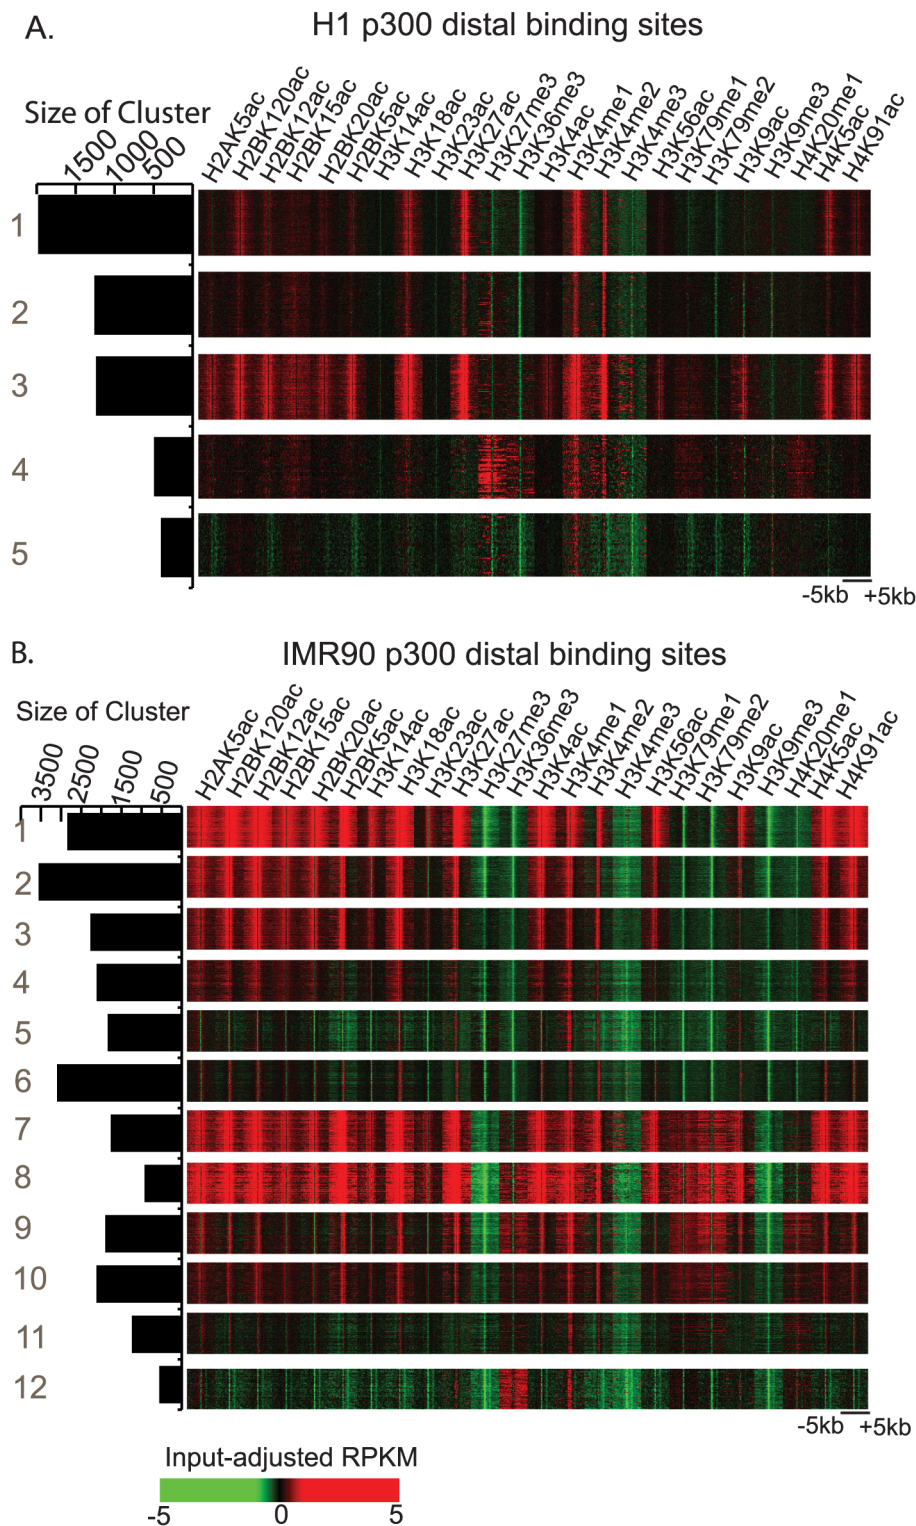 A.
H1 p300 distal binding sites
Size of Cluster
1500 1000 500
H2AK5ac H2BK120ac H2BK12ac H2BK15ac H2BK20ac H2BK5ac H3K14ac H3K18ac H3K23ac H3K27ac H3K27me3 H3K36me3 H3K4ac H3K4me1 H3K4me2 H3K4me3 H3K56ac H3K79me1 H3K79me2 H3K9ac H3K9me3 H4K20me1 H4K5ac H4K91ac
1
2
3
4
5
-5kb +5kb
B.
IMR90 p300 distal binding sites
Size of Cluster
3500 2500 1500 500
H2AK5ac H2BK120ac H2BK12ac H2BK15ac H2BK20ac H2BK5ac H3K14ac H3K18ac H3K23ac H3K27ac H3K27me3 H3K36me3 H3K4ac H3K4me1 H3K4me2 H3K4me3 H3K56ac H3K79me1 H3K79me2 H3K9ac H3K9me3 H4K20me1 H4K5ac H4K91ac
1
2
3
4
5
6
7
8
9
10
11
12
-5kb +5kb
Input-adjusted RPKM
-5 0 5